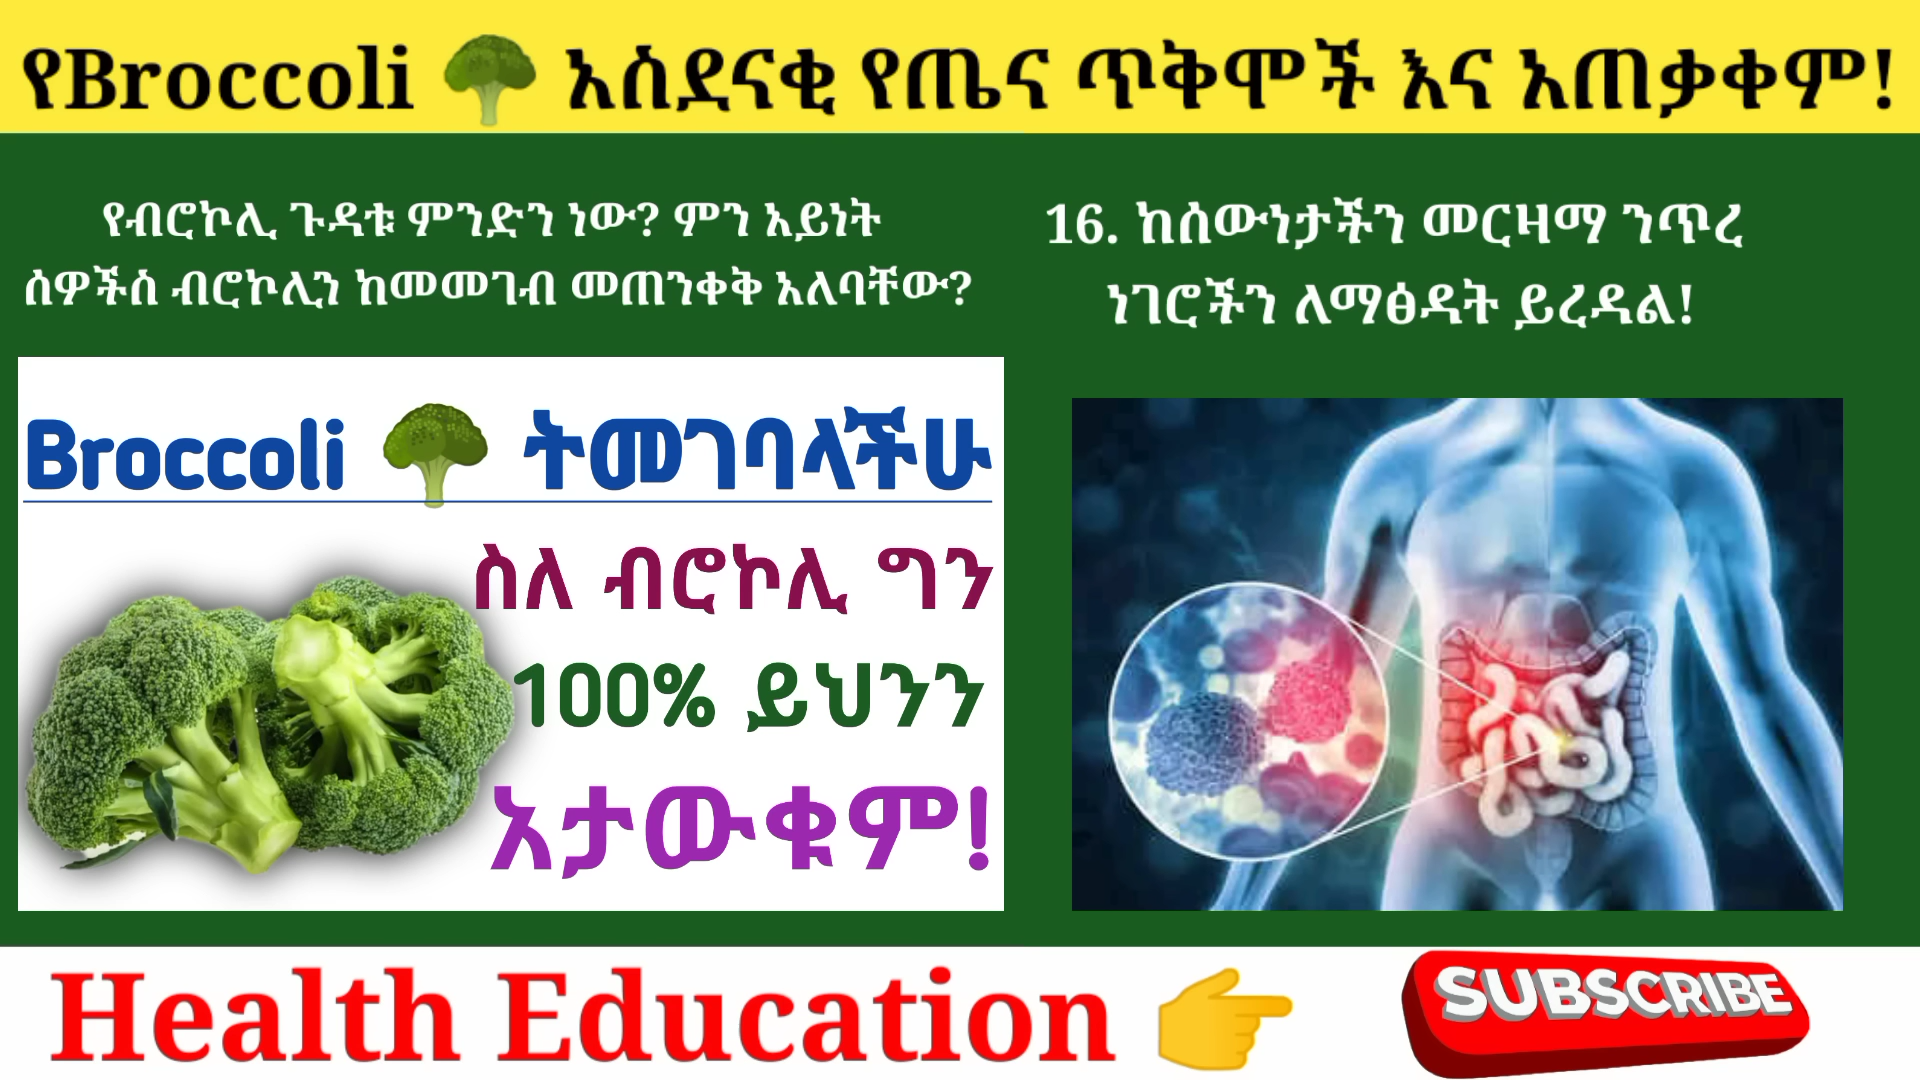 የBroccoli 🥦 አስደናቂ የጤና ጥቅሞች እና አጠቃቀም!
የብሮኮሊ ጉዳቱ ምንድን ነው? ምን አይነት
ሰዎችስ ብሮኮሊን ከመመገብ መጠንቀቅ አለባቸው?
Broccoli 🥦 ትመገባላችሁ
ስለ ብሮኮሊ ግን
100% ይህንን
አታውቁም!
16. ከሰውነታችን መርዛማ ንጥረ
ነገሮችን ለማፅዳት ይረዳል!
Health Education 👉
SUBSCRIBE